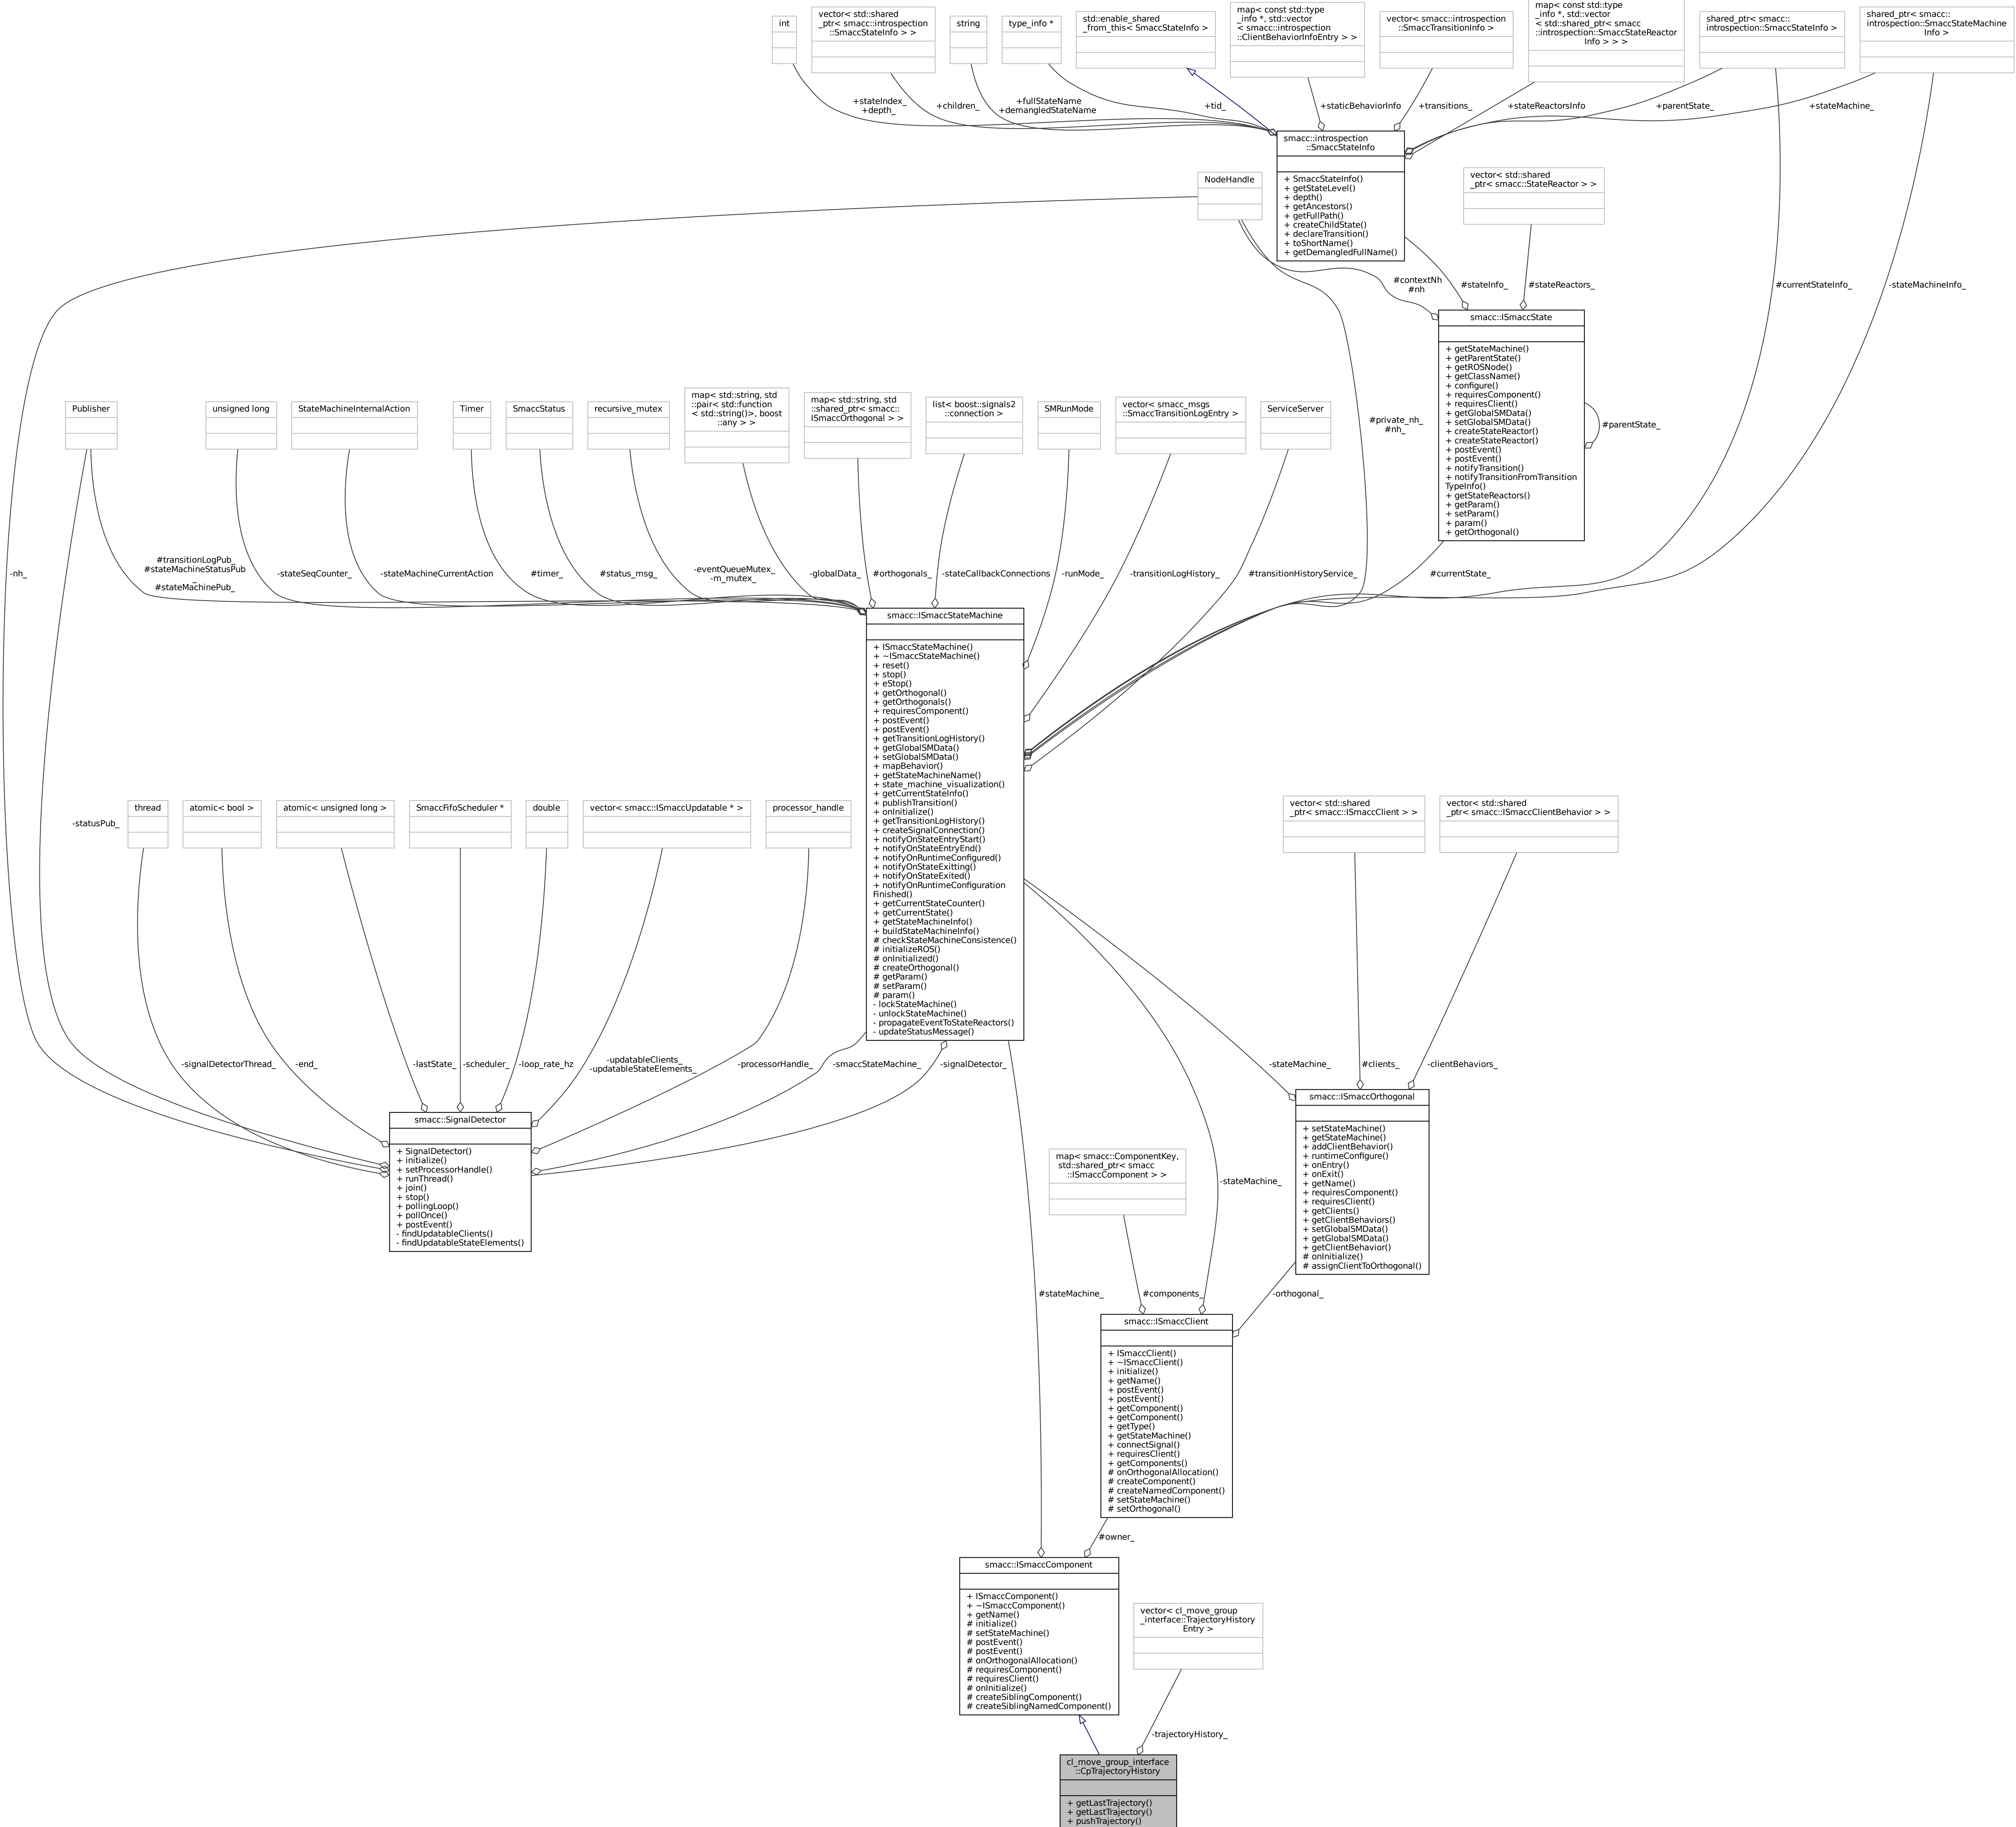 int
vector< std::shared
_ptr< smacc::introspection
::SmaccStateInfo > >
string
type_info *
std::enable_shared
_from_this< SmaccStateInfo >
map< const std::type
_info *, std::vector
< smacc::introspection
::ClientBehaviorInfoEntry > >
vector< smacc::introspection
::SmaccTransitionInfo >
map< const std::type
_info *, std::vector
< std::shared_ptr< smacc
::introspection::SmaccStateReactor
Info > > >
shared_ptr< smacc::
introspection::SmaccStateInfo >
shared_ptr< smacc::
introspection::SmaccStateMachine
Info >
+stateIndex_
+depth_
+children_
+fullStateName
+demangledStateName
+tid_
+staticBehaviorInfo
+transitions_
+stateReactorsInfo
+parentState_
+stateMachine_
smacc::introspection
::SmaccStateInfo
+ SmaccStateInfo()
+ getStateLevel()
+ depth()
+ getAncestors()
+ getFullPath()
+ createChildState()
+ declareTransition()
+ toShortName()
+ getDemangledFullName()
NodeHandle
vector< std::shared
_ptr< smacc::StateReactor > >
#contextNh
#nh
#stateInfo_
#stateReactors_
#currentStateInfo_
-stateMachineInfo_
smacc::ISmaccState
+ getStateMachine()
+ getParentState()
+ getROSNode()
+ getClassName()
+ configure()
+ requiresComponent()
+ requiresClient()
+ getGlobalSMData()
+ setGlobalSMData()
+ createStateReactor()
+ createStateReactor()
+ postEvent()
+ postEvent()
+ notifyTransition()
+ notifyTransitionFromTransition
TypeInfo()
+ getStateReactors()
+ getParam()
+ setParam()
+ param()
+ getOrthogonal()
#parentState_
Publisher
unsigned long
StateMachineInternalAction
Timer
SmaccStatus
recursive_mutex
map< std::string, std
::pair< std::function
< std::string()>, boost
::any > >
map< std::string, std
::shared_ptr< smacc::
ISmaccOrthogonal > >
list< boost::signals2
::connection >
SMRunMode
vector< smacc_msgs
::SmaccTransitionLogEntry >
ServiceServer
#private_nh_
#nh_
-nh_
#transitionLogPub_
#stateMachineStatusPub
_
#stateMachinePub_
-stateSeqCounter_
-stateMachineCurrentAction
#timer_
#status_msg_
-eventQueueMutex_
-m_mutex_
-globalData_
#orthogonals_
-stateCallbackConnections
-runMode_
-transitionLogHistory_
#transitionHistoryService_
#currentState_
smacc::ISmaccStateMachine
+ ISmaccStateMachine()
+ ~ISmaccStateMachine()
+ reset()
+ stop()
+ eStop()
+ getOrthogonal()
+ getOrthogonals()
+ requiresComponent()
+ postEvent()
+ postEvent()
+ getTransitionLogHistory()
+ getGlobalSMData()
+ setGlobalSMData()
+ mapBehavior()
+ getStateMachineName()
+ state_machine_visualization()
+ getCurrentStateInfo()
+ publishTransition()
+ onInitialize()
+ getTransitionLogHistory()
+ createSignalConnection()
+ notifyOnStateEntryStart()
+ notifyOnStateEntryEnd()
+ notifyOnRuntimeConfigured()
+ notifyOnStateExitting()
+ notifyOnStateExited()
+ notifyOnRuntimeConfiguration
Finished()
+ getCurrentStateCounter()
+ getCurrentState()
+ getStateMachineInfo()
+ buildStateMachineInfo()
# checkStateMachineConsistence()
# initializeROS()
# onInitialized()
# createOrthogonal()
# getParam()
# setParam()
# param()
- lockStateMachine()
- unlockStateMachine()
- propagateEventToStateReactors()
- updateStatusMessage()
-statusPub_
thread
atomic< bool >
atomic< unsigned long >
SmaccFifoScheduler *
double
vector< smacc::ISmaccUpdatable * >
processor_handle
vector< std::shared
_ptr< smacc::ISmaccClient > >
vector< std::shared
_ptr< smacc::ISmaccClientBehavior > >
-signalDetectorThread_
-end_
-lastState_
-scheduler_
-loop_rate_hz
-updatableClients_
-updatableStateElements_
-processorHandle_
-smaccStateMachine_
-signalDetector_
-stateMachine_
#clients_
-clientBehaviors_
smacc::SignalDetector
+ SignalDetector()
+ initialize()
+ setProcessorHandle()
+ runThread()
+ join()
+ stop()
+ pollingLoop()
+ pollOnce()
+ postEvent()
- findUpdatableClients()
- findUpdatableStateElements()
smacc::ISmaccOrthogonal
+ setStateMachine()
+ getStateMachine()
+ addClientBehavior()
+ runtimeConfigure()
+ onEntry()
+ onExit()
+ getName()
+ requiresComponent()
+ requiresClient()
+ getClients()
+ getClientBehaviors()
+ setGlobalSMData()
+ getGlobalSMData()
+ getClientBehavior()
# onInitialize()
# assignClientToOrthogonal()
map< smacc::ComponentKey,
std::shared_ptr< smacc
::ISmaccComponent > >
-stateMachine_
#stateMachine_
#components_
-orthogonal_
smacc::ISmaccClient
+ ISmaccClient()
+ ~ISmaccClient()
+ initialize()
+ getName()
+ postEvent()
+ postEvent()
+ getComponent()
+ getComponent()
+ getType()
+ getStateMachine()
+ connectSignal()
+ requiresClient()
+ getComponents()
# onOrthogonalAllocation()
# createComponent()
# createNamedComponent()
# setStateMachine()
# setOrthogonal()
#owner_
smacc::ISmaccComponent
+ ISmaccComponent()
+ ~ISmaccComponent()
+ getName()
# initialize()
# setStateMachine()
# postEvent()
# postEvent()
# onOrthogonalAllocation()
# requiresComponent()
# requiresClient()
# onInitialize()
# createSiblingComponent()
# createSiblingNamedComponent()
vector< cl_move_group
_interface::TrajectoryHistory
Entry >
-trajectoryHistory_
cl_move_group_interface
::CpTrajectoryHistory
+ getLastTrajectory()
+ getLastTrajectory()
+ pushTrajectory()